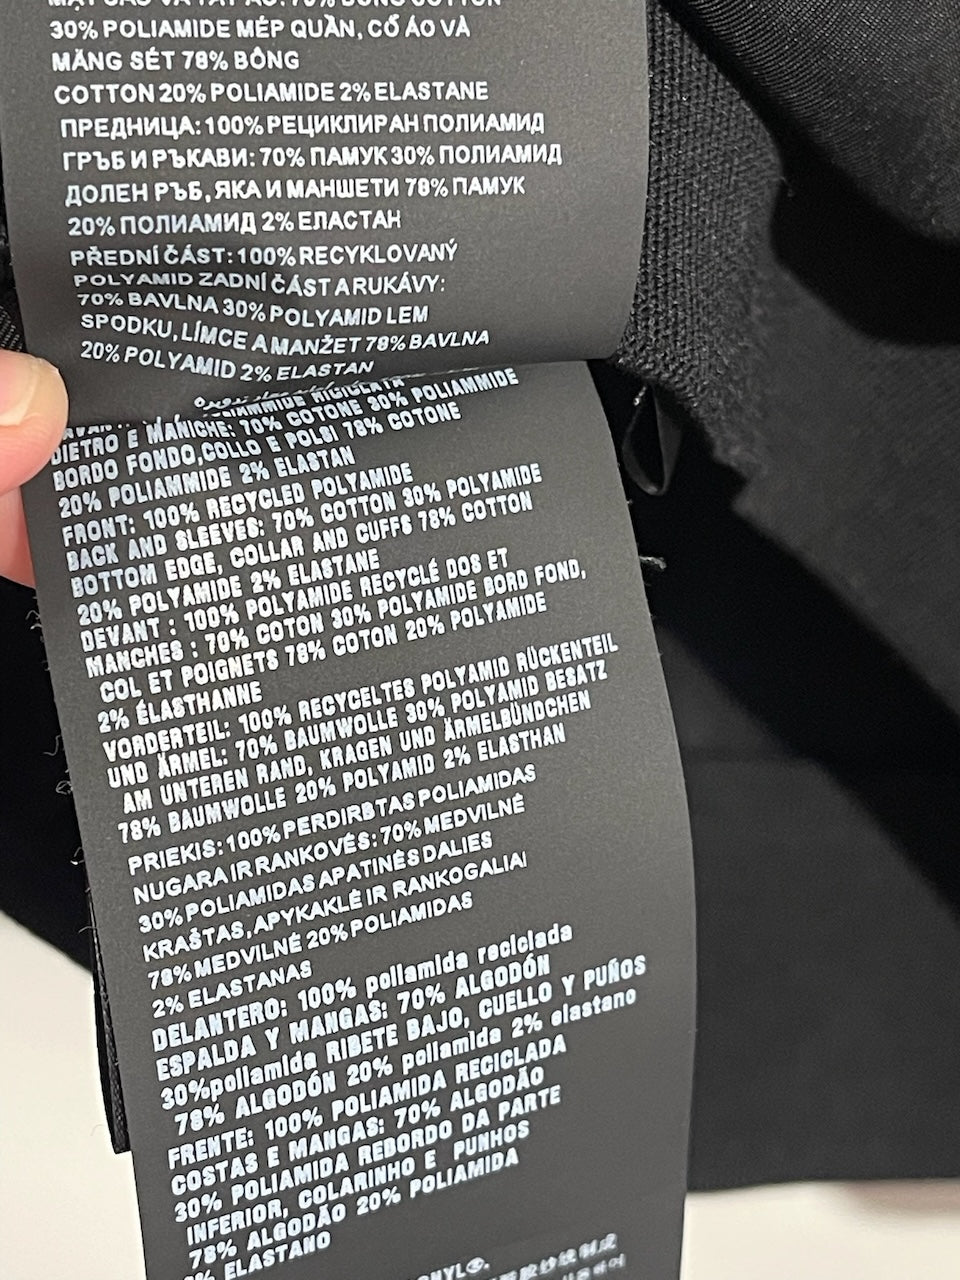 30% POLIAMIDE MÉP QUẦN, CỔ ÁO VÀ
MĂNG SÉT 78% BÔNG
COTTON 20% POLIAMIDE 2% ELASTANE
ПРЕДНИЦА: 100% РЕЦИКЛИРАН ПОЛИАМИД
ГРЪБ И РЪКАВИ: 70% ПАМУК 30% ПОЛИАМИД
ДОЛЕН РЪБ, ЯКА И МАНШЕТИ 78% ПАМУК
20% ПОЛИАМИД 2% ЕЛАСТАН
PŘEDNÍ ČÁST: 100% RECYKLOVANÝ
POLYAMID ZADNÍ ČÁST A RUKÁVY:
70% BAVLNA 30% POLYAMID LEM
SPODKU, LÍMCE A MANŽET 78% BAVLNA
20% POLYAMID 2% ELASTAN
DIETRO E MANICHE: 70% COTONE 30% POLIAMMIDE
BORDO FONDO, COLLO E POLSI 78% COTONE
20% POLIAMMIDE 2% ELASTAN
FRONT: 100% RECYCLED POLYAMIDE
BACK AND SLEEVES: 70% COTTON 30% POLYAMIDE
BOTTOM EDGE, COLLAR AND CUFFS 78% COTTON
20% POLYAMIDE 2% ELASTANE
DEVANT : 100% POLYAMIDE RECYCLÉ DOS ET
MANCHES : 70% COTON 30% POLYAMIDE BORD FOND,
COL ET POIGNETS 78% COTON 20% POLYAMIDE
2% ÉLASTHANNE
VORDERTEIL: 100% RECYCELTES POLYAMID RÜCKENTEIL
UND ÄRMEL: 70% BAUMWOLLE 30% POLYAMID BESATZ
AM UNTEREN RAND, KRAGEN UND ÄRMELBÜNDCHEN
78% BAUMWOLLE 20% POLYAMID 2% ELASTHAN
PRIEKIS: 100% PERDIRBTAS POLIAMIDAS
NUGARA IR RANKOVĖS: 70% MEDVILNĖ
30% POLIAMIDAS APATINĖS DALIES
KRAŠTAS, APYKAKLĖ IR RANKOGALIAI
78% MEDVILNĖ 20% POLIAMIDAS
2% ELASTANAS
DELANTERO: 100% poliamida reciclada
ESPALDA Y MANGAS: 70% ALGODÓN
30%poliamida RIBETE BAJO, CUELLO Y PUÑOS
78% ALGODÓN 20% poliamida 2% elastano
FRENTE: 100% POLIAMIDA RECICLADA
COSTAS E MANGAS: 70% ALGODÃO
30% POLIAMIDA REBORDO DA PARTE
INFERIOR, COLARINHO E PUNHOS
78% ALGODÃO 20% POLIAMIDA
ELASTANO